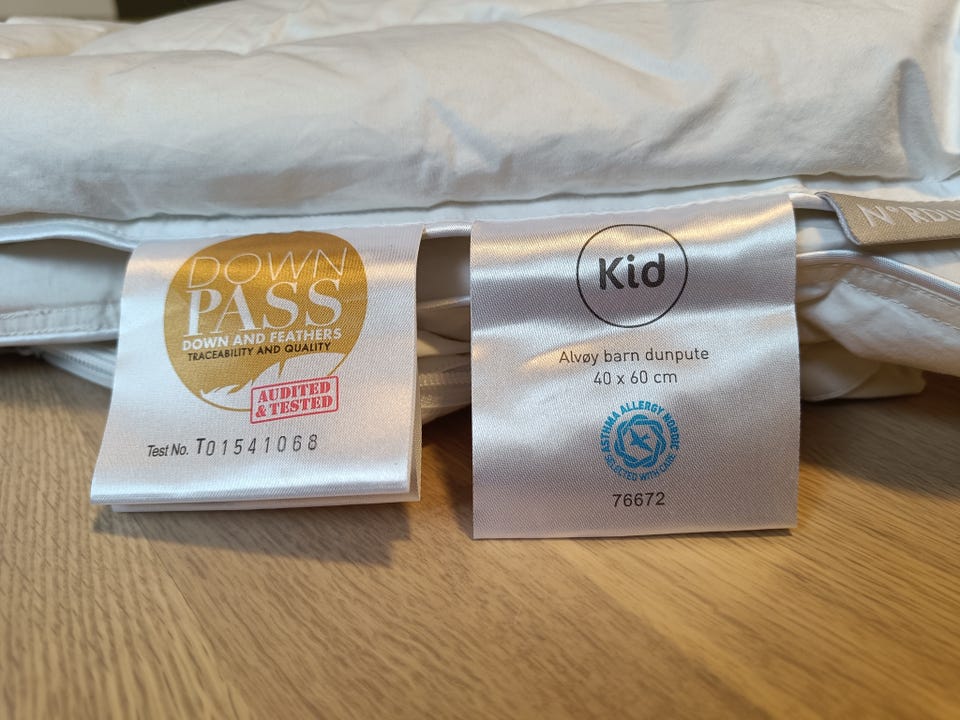 DOWN
PASS
DOWN AND FEATHERS
TRACEABILITY AND QUALITY
AUDITED
& TESTED
Test No. T01541068
Kid
Alvøy barn dunpute
40 x 60 cm
ASTHMA ALLERGY NORDIC
SELECTED WITH CARE
76672